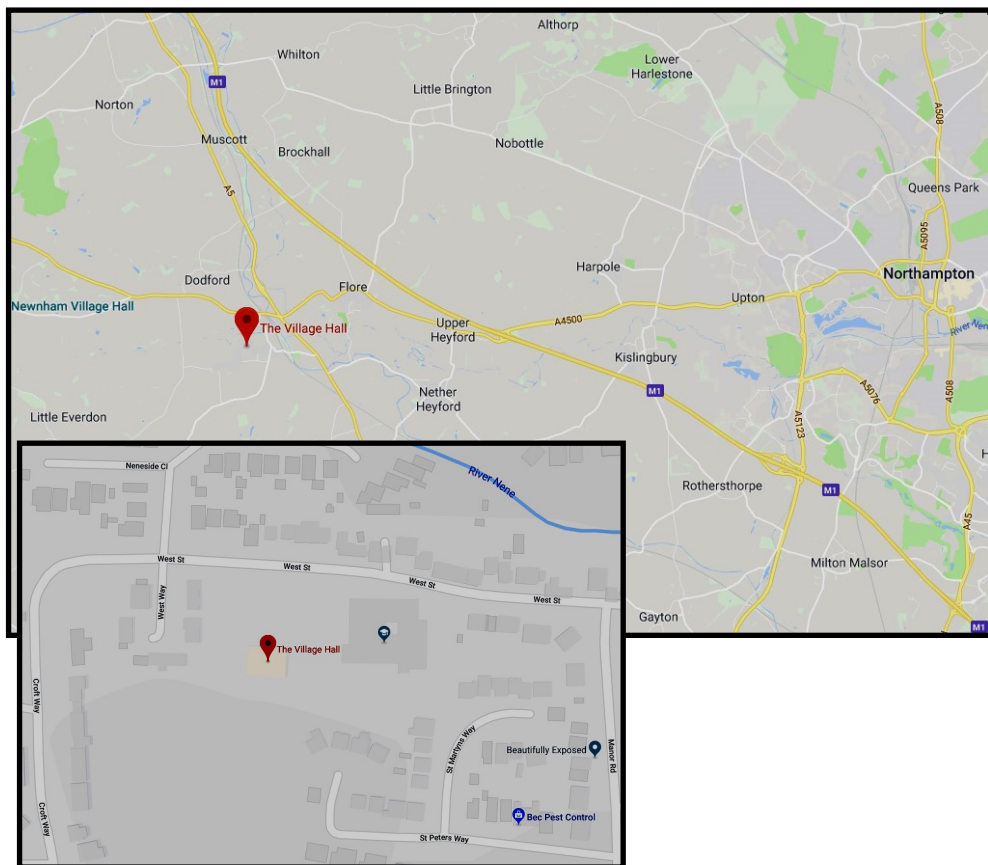 Althorp
Whilton
Lower
Harlestone
M1
Little Brington
Norton
A508
Muscott
Nobottle
Brockhall
A5
Queens Park
A5095
Harpole
Northampton
Dodford
Flore
Upton
Newnham Village Hall
The Village Hall
A4500
Upper
Heyford
River Nene
Kislingbury
M1
A5076
A508
Nether
Heyford
Little Everdon
A5123
H
Rothersthorpe
M1
A45
Milton Malsor
Gayton
M1
Neneside Cl
River Nene
West St
West St
West St
West St
West Way
The Village Hall
Croft Way
St Martyns Way
Beautifully Exposed
Manor Rd
Croft Way
Bec Pest Control
St Peters Way